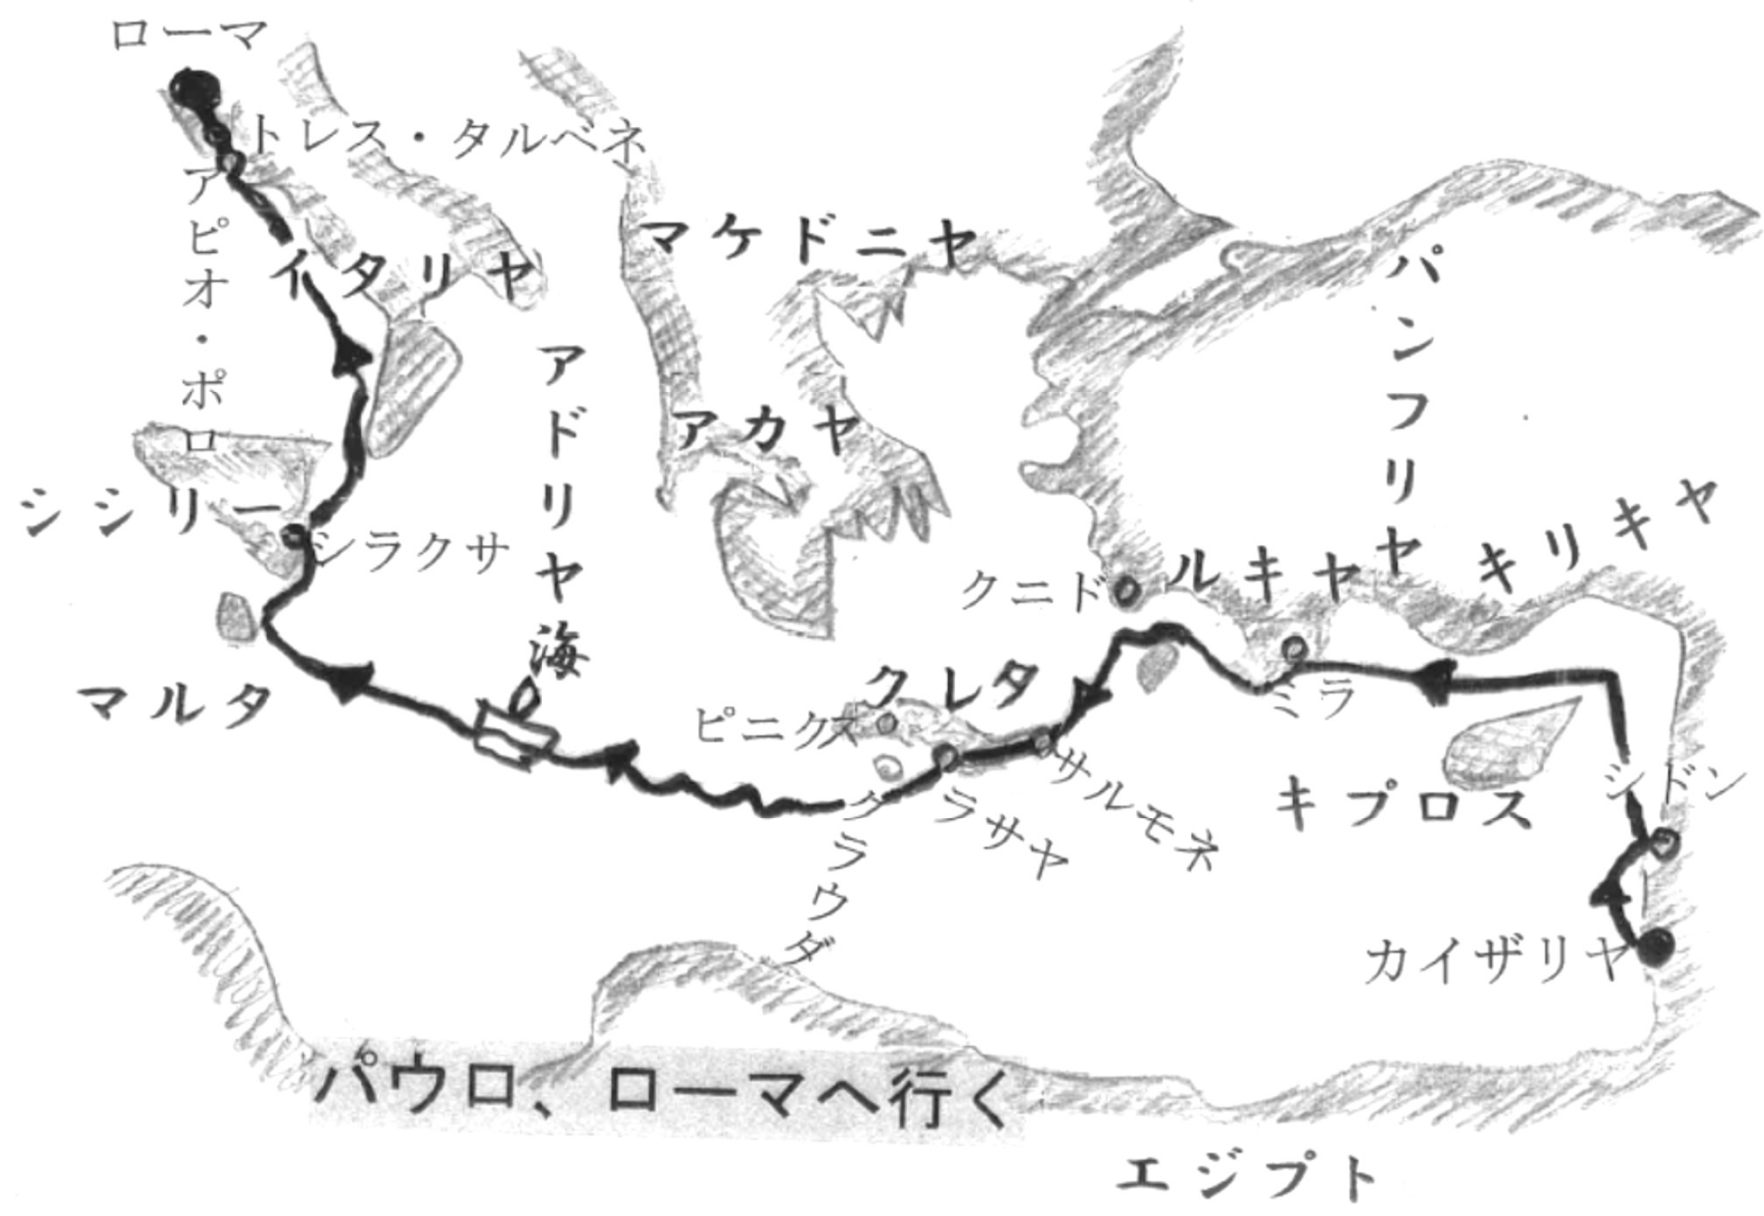 ローマ
トレス・タルベネ
アピオ・ポロ
イタリヤ
マケドニヤ
パンフリヤ
アドリヤ海
アカヤ
シシリー
シラクサ
キリキヤ
ルキヤ
クニド
マルタ
クレタ
ピニクス
ミラ
サルモネ
ラサヤ
クラウダ
キプロス
シドン
カイザリヤ
パウロ、ローマへ行く
エジプト